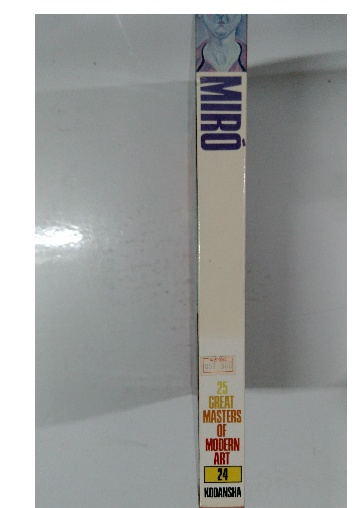 MIRÓ
25
GREAT
MASTERS
OF
MODERN
ART
24
KODANSHA